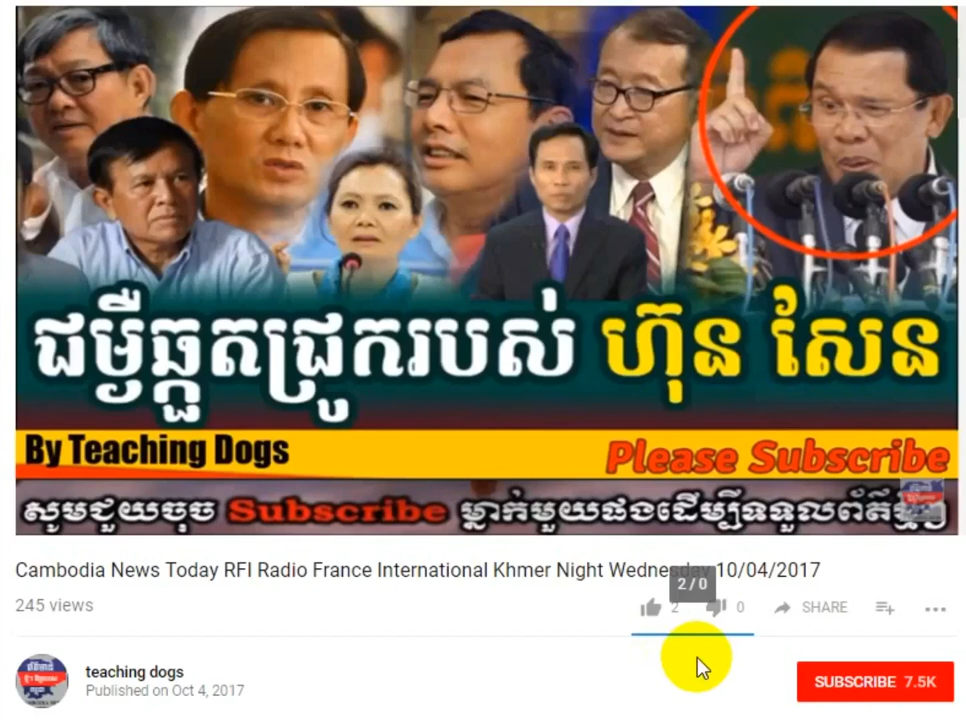 ជម្ងឺឆ្កួតជ្រូករបស់ ហ៊ុន សែន
By Teaching Dogs
Please Subscribe
សូមជួយចុច Subscribe ម្នាក់មួយផងដើម្បីទទួលព័ត៌
Cambodia News Today RFI Radio France International Khmer Night Wednesday 10/04/2017
2 / 0
245 views
2
0
SHARE
teaching dogs
Published on Oct 4, 2017
SUBSCRIBE 7.5K